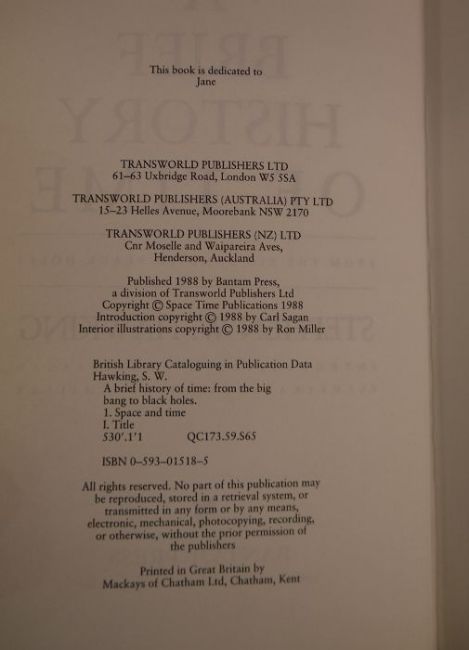 This book is dedicated to
Jane
TRANSWORLD PUBLISHERS LTD
61–63 Uxbridge Road, London W5 5SA
TRANSWORLD PUBLISHERS (AUSTRALIA) PTY LTD
15–23 Helles Avenue, Moorebank NSW 2170
TRANSWORLD PUBLISHERS (NZ) LTD
Cnr Moselle and Waipareira Aves,
Henderson, Auckland
Published 1988 by Bantam Press,
a division of Transworld Publishers Ltd
Copyright © Space Time Publications 1988
Introduction copyright © 1988 by Carl Sagan
Interior illustrations copyright © 1988 by Ron Miller
British Library Cataloguing in Publication Data
Hawking, S. W.
A brief history of time: from the big
bang to black holes.
1. Space and time
I. Title
530'.1'1 QC173.59.S65
ISBN 0–593–01518–5
All rights reserved. No part of this publication may
be reproduced, stored in a retrieval system, or
transmitted in any form or by any means,
electronic, mechanical, photocopying, recording,
or otherwise, without the prior permission of
the publishers
Printed in Great Britain by
Mackays of Chatham Ltd, Chatham, Kent